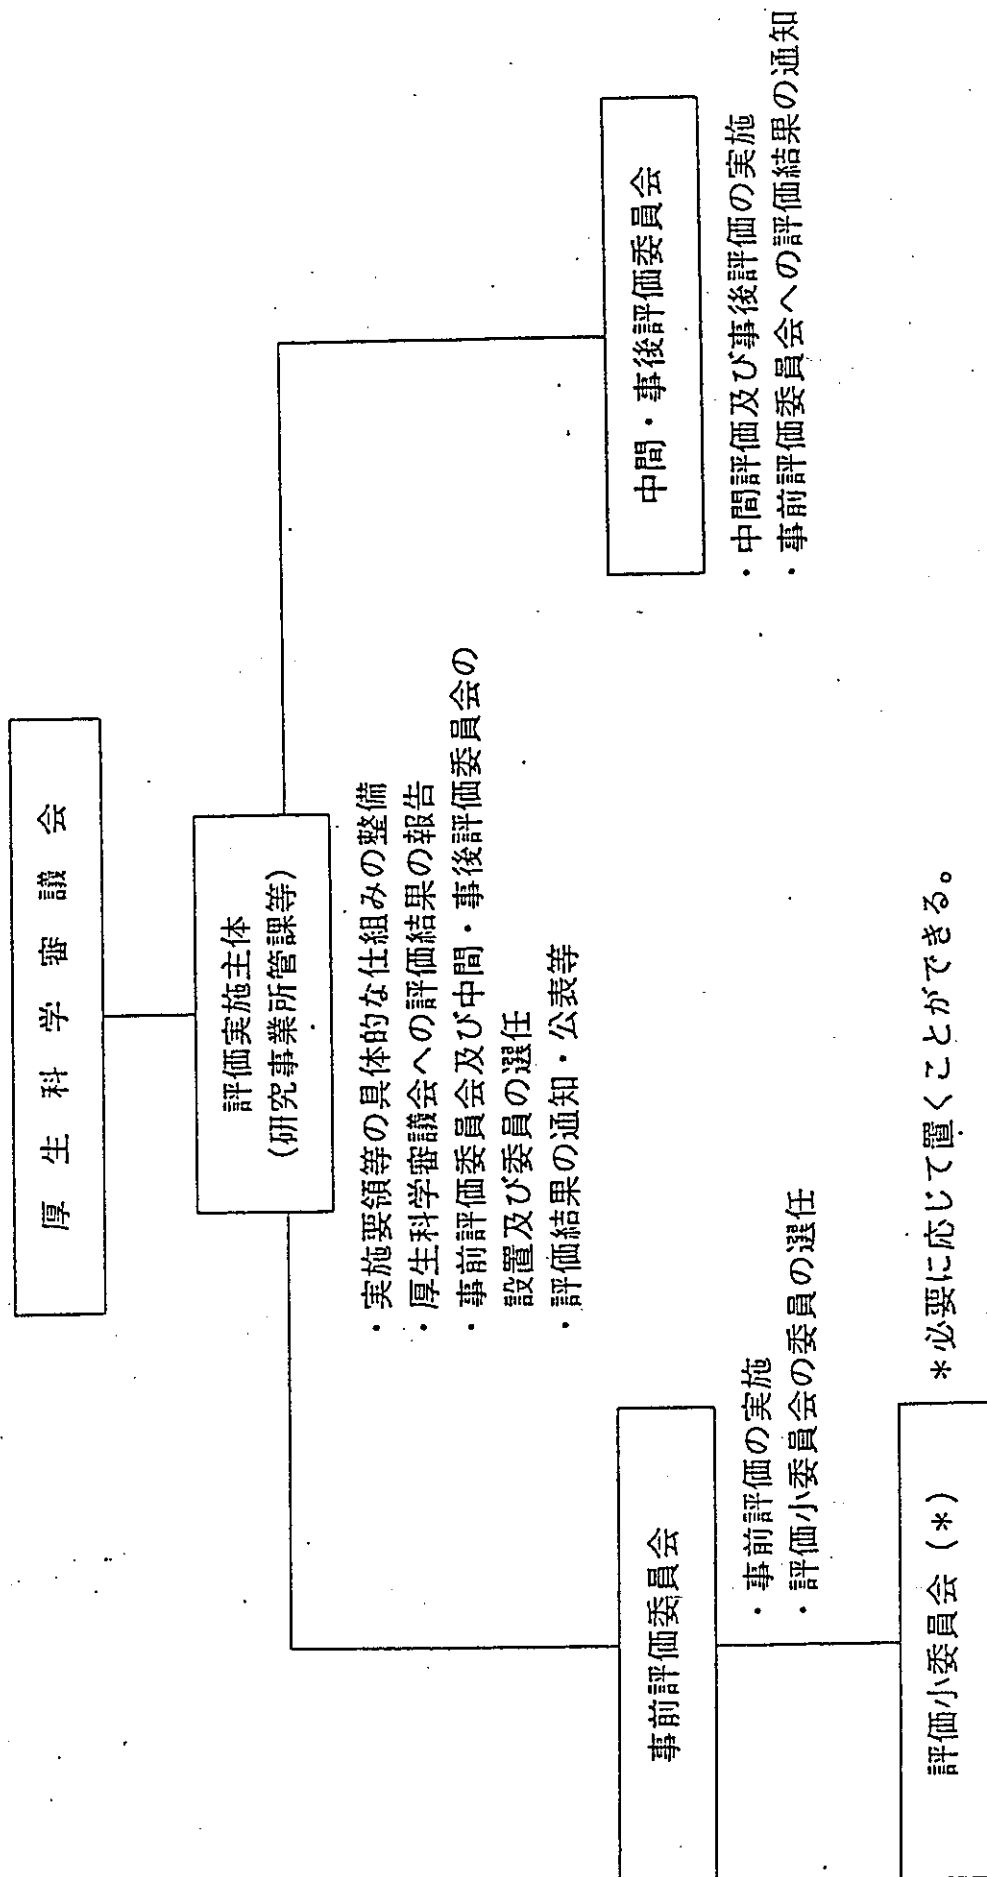 厚生科学審議会
評価実施主体
(研究事業所管課等)
・実施要領等の具体的な仕組みの整備
・厚生科学審議会への評価結果の報告
・事前評価委員会及び中間・事後評価委員会の
設置及び委員の選任
・評価結果の通知・公表等
事前評価委員会
・事前評価の実施
・評価小委員会の委員の選任
中間・事後評価委員会
・中間評価及び事後評価の実施
・事前評価委員会への評価結果の通知
評価小委員会 (*)
*必要に応じて置くことができる。